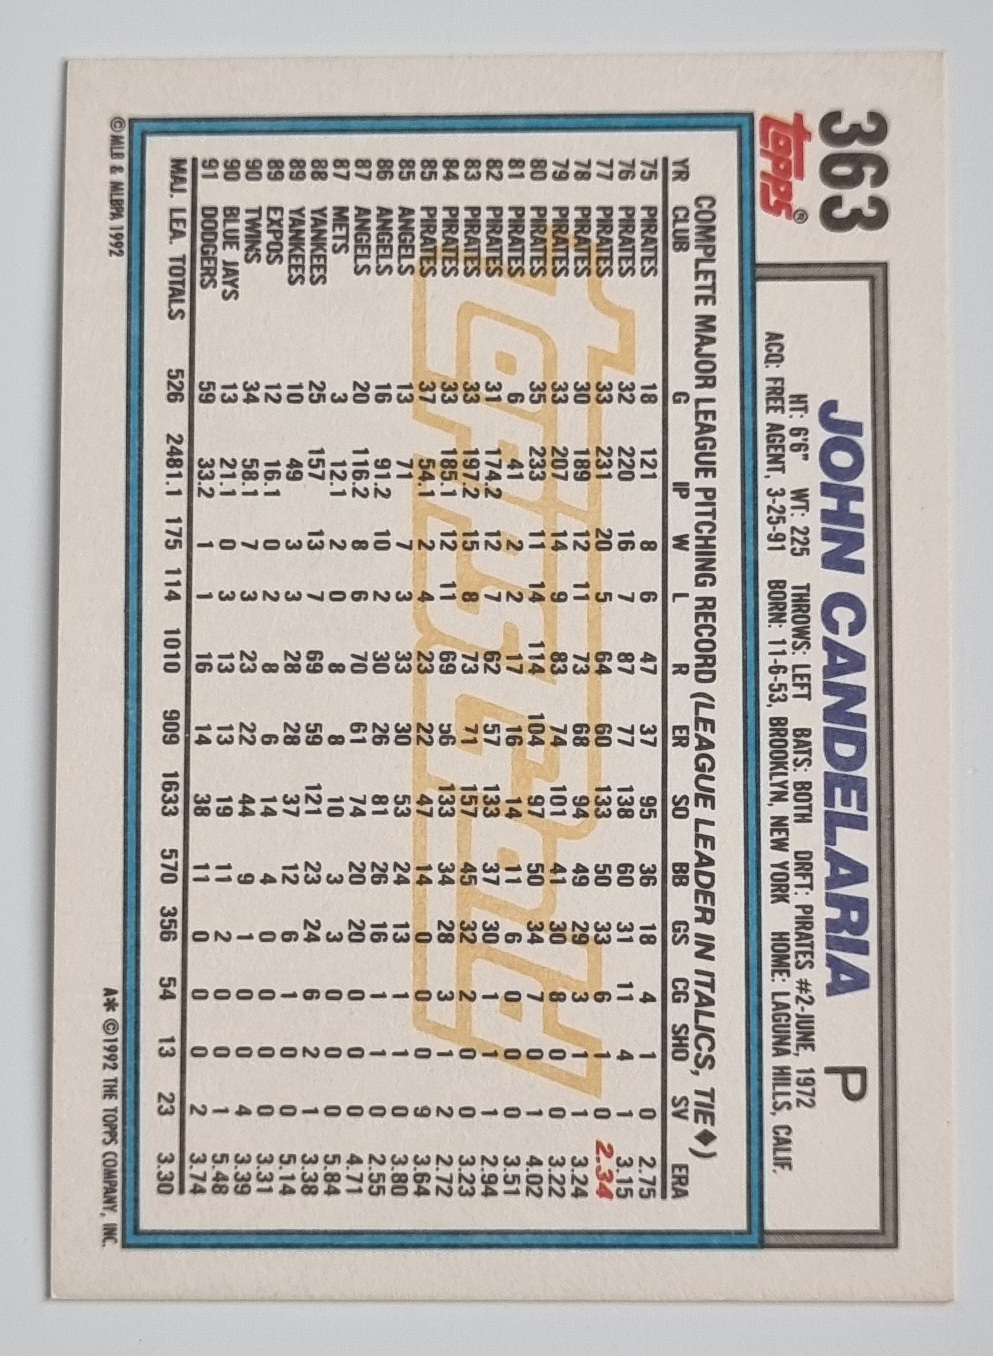 363
topps®
JOHN CANDELARIA P
HT: 6'6" WT: 225 THROWS: LEFT BATS: BOTH DRFT: PIRATES #2-JUNE, 1972
ACQ: FREE AGENT, 3-25-91 BORN: 11-6-53, BROOKLYN, NEW YORK HOME: LAGUNA HILLS, CALIF.
COMPLETE MAJOR LEAGUE PITCHING RECORD (LEAGUE LEADER IN ITALICS, TIE◆)
YR CLUB G IP W L R ER SO BB GS CG SHO SV ERA
75 PIRATES 18 121 8 6 47 37 95 36 18 4 1 0 2.75
76 PIRATES 32 220 16 7 87 77 138 60 31 11 4 1 3.15
77 PIRATES 33 231 20 5 64 60 133 50 33 6 1 0 2.34
78 PIRATES 30 189 12 11 73 68 94 49 29 3 1 1 3.24
79 PIRATES 33 207 14 9 83 74 101 41 30 8 0 0 3.22
80 PIRATES 35 233 11 14 114 104 97 50 34 7 0 1 4.02
81 PIRATES 6 41 2 2 17 16 14 11 6 0 0 0 3.51
82 PIRATES 31 174.2 12 7 62 57 133 37 30 1 1 1 2.94
83 PIRATES 33 197.2 15 8 73 71 157 45 32 2 0 0 3.23
84 PIRATES 33 185.1 12 11 69 56 133 34 28 3 1 2 2.72
85 PIRATES 37 54.1 2 4 23 22 47 14 0 0 0 9 3.64
85 ANGELS 13 71 7 3 33 30 53 24 13 1 1 0 3.80
86 ANGELS 16 91.2 10 2 30 26 81 26 16 1 1 0 2.55
87 ANGELS 20 116.2 8 6 70 61 74 20 20 0 0 0 4.71
87 METS 3 12.1 2 0 8 8 10 3 3 0 0 0 5.84
88 YANKEES 25 157 13 7 69 59 121 23 24 6 2 1 3.38
89 YANKEES 10 49 3 3 28 28 37 12 6 1 0 0 5.14
89 EXPOS 12 16.1 0 2 8 6 14 4 0 0 0 0 3.31
90 TWINS 34 58.1 7 3 23 22 44 9 1 0 0 4 3.39
90 BLUE JAYS 13 21.1 0 3 13 13 19 11 2 0 0 1 5.48
91 DODGERS 59 33.2 1 1 16 14 38 11 0 0 0 2 3.74
MAJ. LEA. TOTALS 526 2481.1 175 114 1010 909 1633 570 356 54 13 23 3.30
©MLB & MLBPA 1992 A* ©1992 THE TOPPS COMPANY, INC.